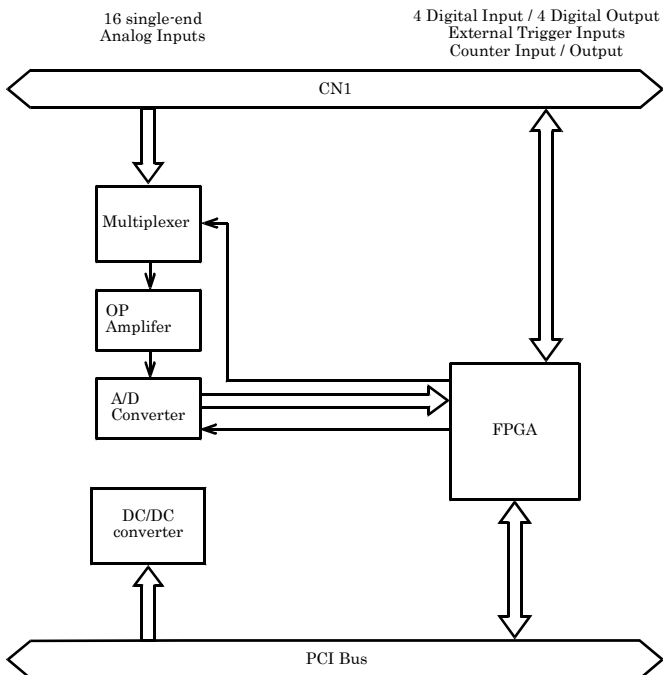 16 single-end
Analog Inputs
4 Digital Input / 4 Digital Output
External Trigger Inputs
Counter Input / Output
CN1
Multiplexer
OP
Amplifer
A/D
Converter
FPGA
DC/DC
converter
PCI Bus